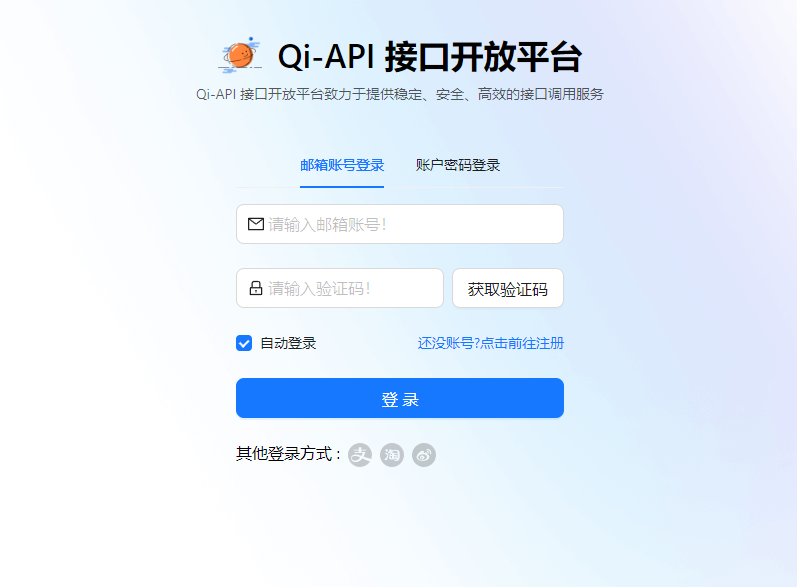 Qi-API 接口开放平台
Qi-API 接口开放平台致力于提供稳定、安全、高效的接口调用服务
邮箱账号登录 账户密码登录
请输入邮箱账号！
请输入验证码！ 获取验证码
自动登录 还没账号?点击前往注册
登 录
其他登录方式 : 支 淘